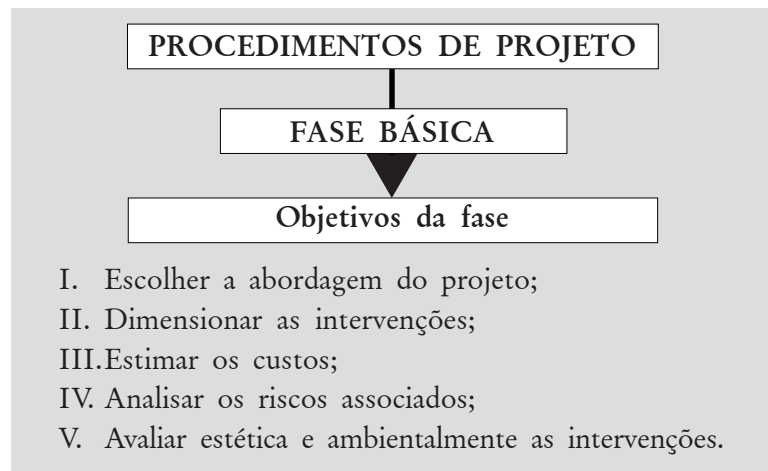 PROCEDIMENTOS DE PROJETO
FASE BÁSICA
Objetivos da fase
I. Escolher a abordagem do projeto;
II. Dimensionar as intervenções;
III.Estimar os custos;
IV. Analisar os riscos associados;
V. Avaliar estética e ambientalmente as intervenções.